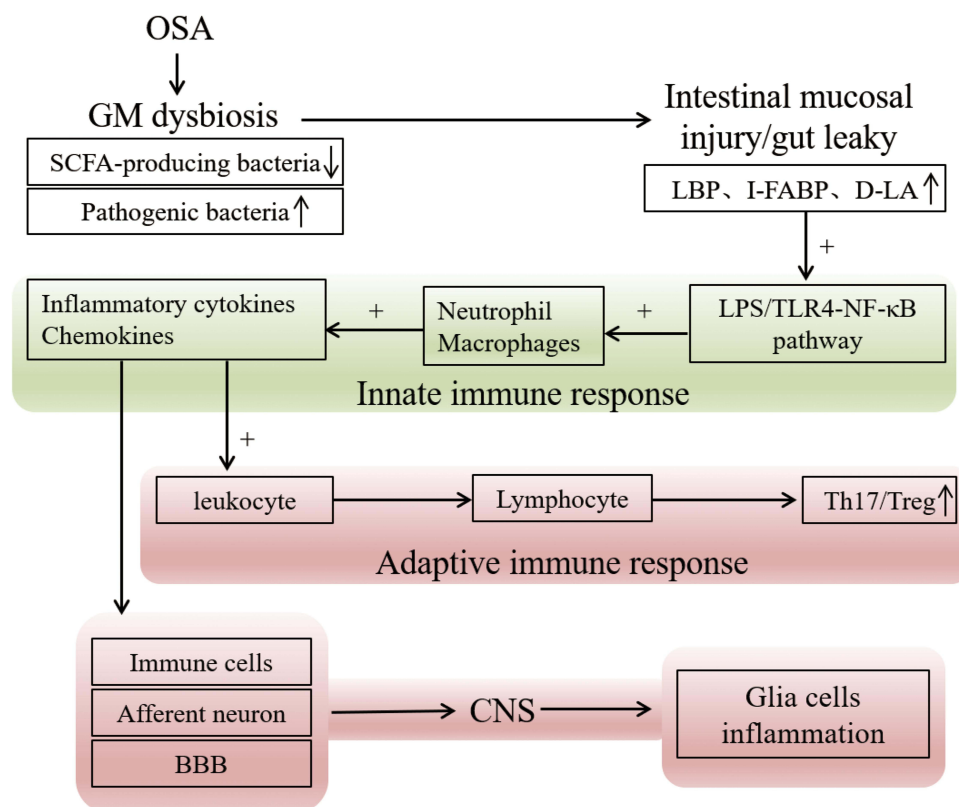 OSA
GM dysbiosis
SCFA-producing bacteria↓
Pathogenic bacteria↑
Intestinal mucosal
injury/gut leaky
LBP、I-FABP、D-LA↑
+
LPS/TLR4-NF-κB
pathway
+
Neutrophil
Macrophages
+
Inflammatory cytokines
Chemokines
Innate immune response
+
leukocyte
Lymphocyte
Th17/Treg↑
Adaptive immune response
Immune cells
Afferent neuron
BBB
CNS
Glia cells
inflammation